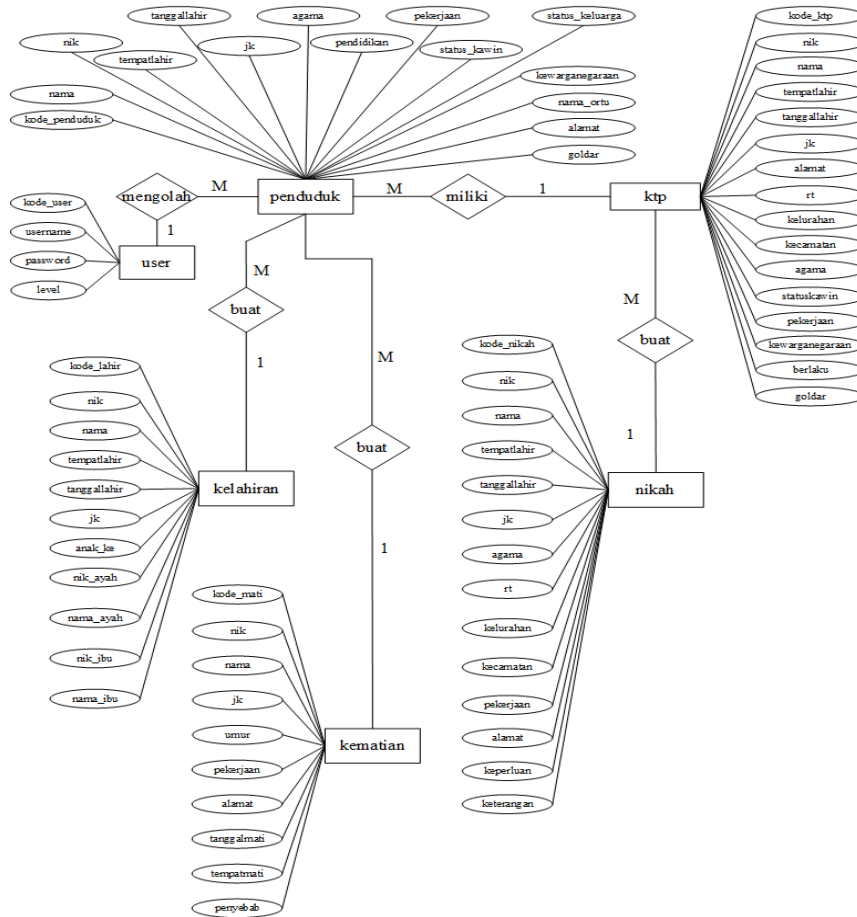 tanggallahir
agama
pekerjaan
status_keluarga
nik
tempatlahir
jk
pendidikan
status_kawin
kewarganegaraan
nama
nama_ortu
kode_penduduk
alamat
goldar
mengolah
M
penduduk
M
miliki
1
ktp
kode_ktp
nik
nama
tempatlahir
tanggallahir
jk
alamat
rt
kelurahan
kecamatan
agama
statuskawin
pekerjaan
kewarganegaraan
berlaku
goldar
kode_user
username
password
level
1
user
M
buat
1
M
buat
1
M
buat
1
kode_lahir
nik
nama
tempatlahir
tanggallahir
jk
anak_ke
nik_ayah
nama_ayah
nik_ibu
nama_ibu
kelahiran
kode_nikah
nik
nama
tempatlahir
tanggallahir
jk
agama
rt
kelurahan
kecamatan
pekerjaan
alamat
keperluan
keterangan
nikah
kode_mati
nik
nama
jk
umur
pekerjaan
alamat
tanggalmati
tempatmati
penyebab
kematian